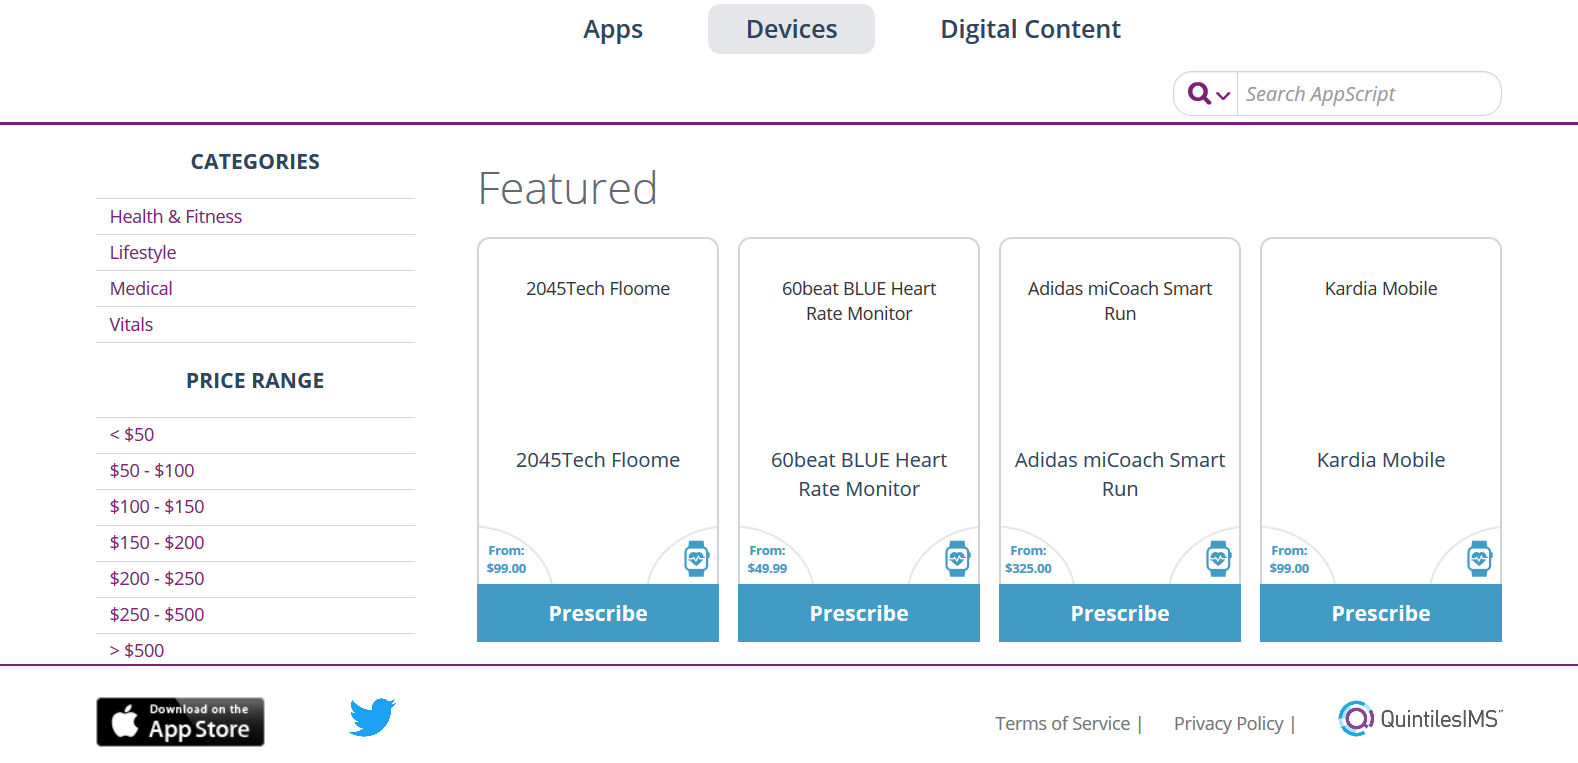 Apps
Devices
Digital Content
Search AppScript
CATEGORIES
Health & Fitness
Lifestyle
Medical
Vitals
PRICE RANGE
< $50
$50 - $100
$100 - $150
$150 - $200
$200 - $250
$250 - $500
> $500
Featured
2045Tech Floome
2045Tech Floome
From:
$99.00
Prescribe
60beat BLUE Heart
Rate Monitor
60beat BLUE Heart
Rate Monitor
From:
$49.99
Prescribe
Adidas miCoach Smart
Run
Adidas miCoach Smart
Run
From:
$325.00
Prescribe
Kardia Mobile
Kardia Mobile
From:
$99.00
Prescribe
Download on the
App Store
Terms of Service |
Privacy Policy |
QuintilesIMS™